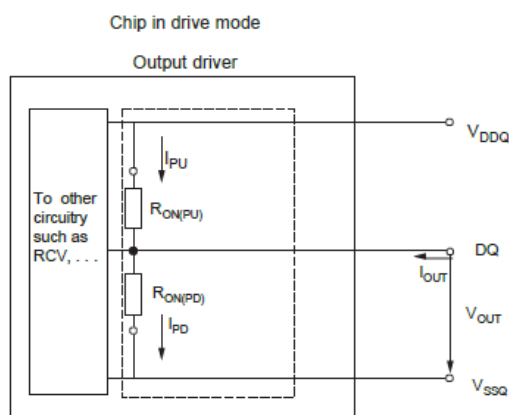 Chip in drive mode
Output driver
VDDQ
IPU
To other
circuitry
such as
RCV, . . .
RON(PU)
DQ
IOUT
RON(PD)
VOUT
IPD
VSSQ